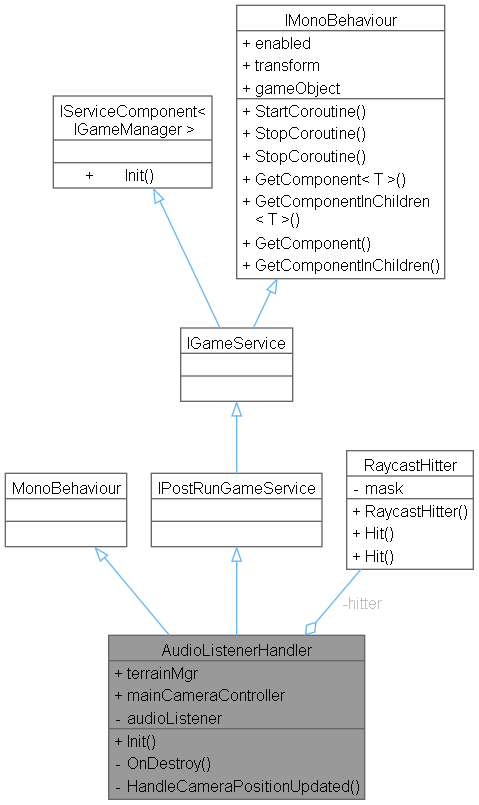 IMonoBehaviour
+ enabled
+ transform
+ gameObject
+ StartCoroutine()
+ StopCoroutine()
+ StopCoroutine()
+ GetComponent< T >()
+ GetComponentInChildren
< T >()
+ GetComponent()
+ GetComponentInChildren()
IServiceComponent<
IGameManager >
+ Init()
IGameService
MonoBehaviour
IPostRunGameService
RaycastHitter
- mask
+ RaycastHitter()
+ Hit()
+ Hit()
-hitter
AudioListenerHandler
+ terrainMgr
+ mainCameraController
- audioListener
+ Init()
- OnDestroy()
- HandleCameraPositionUpdated()